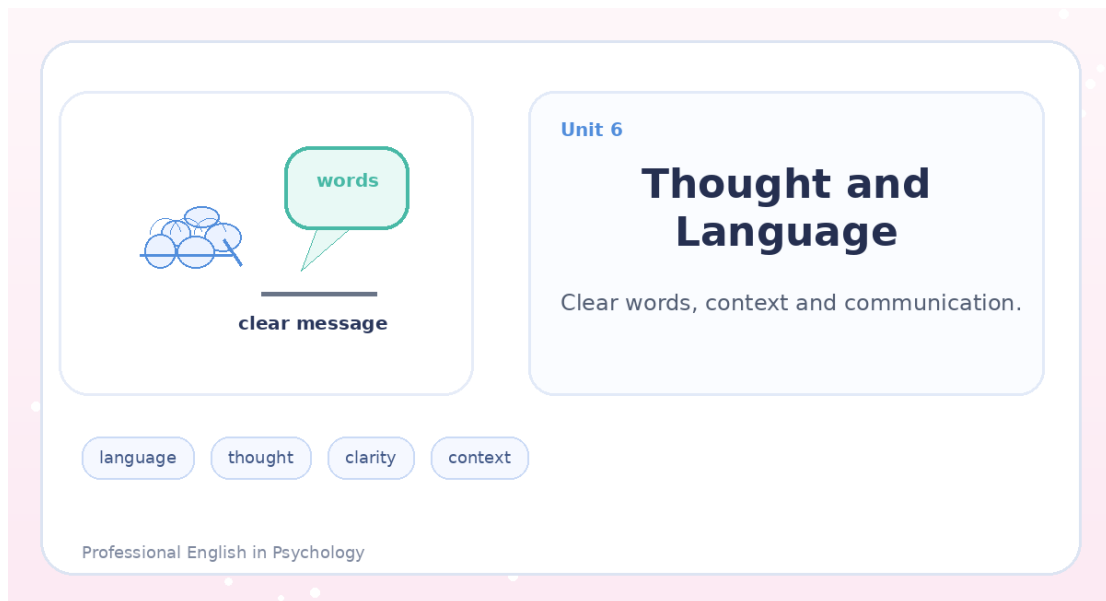 words
clear message
Unit 6
Thought and
Language
Clear words, context and communication.
language
thought
clarity
context
Professional English in Psychology